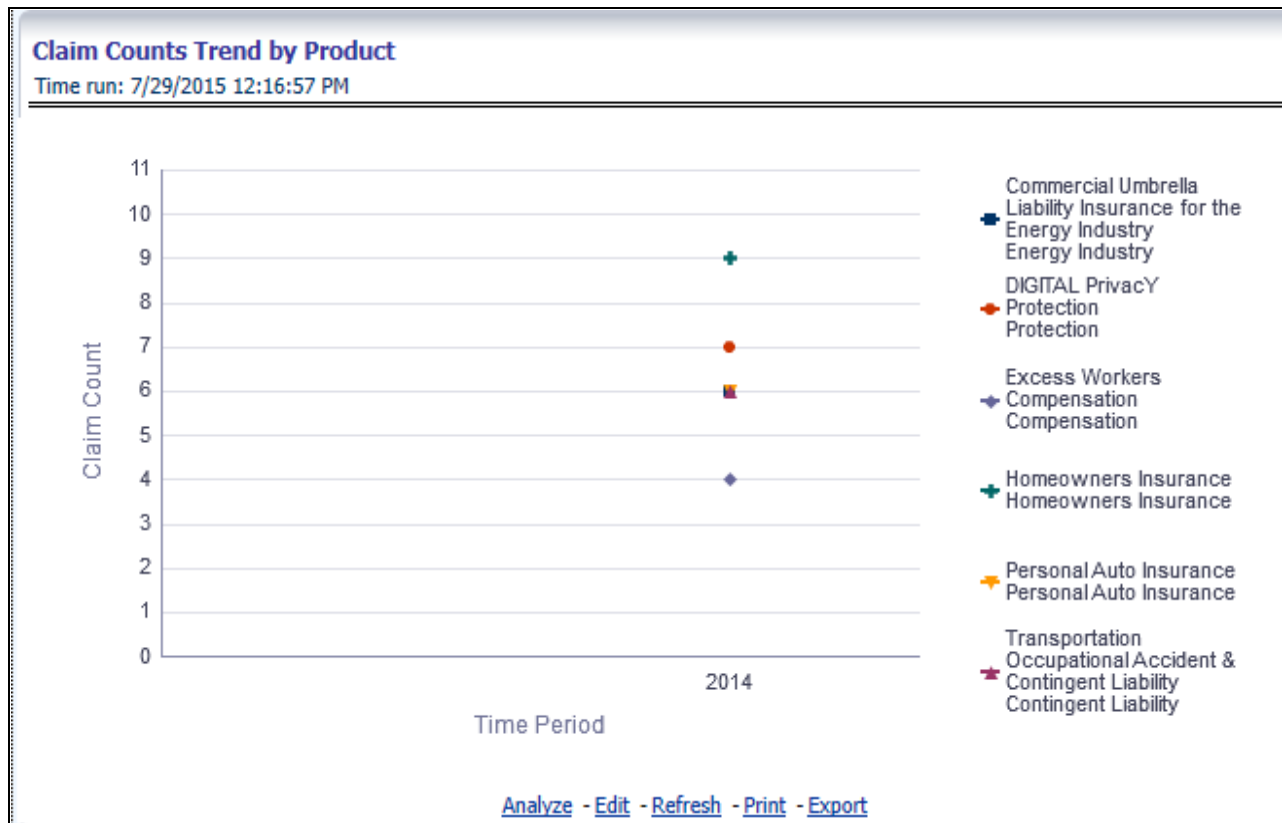 Claim Counts Trend by Product
Time run: 7/29/2015 12:16:57 PM
11
10
9
8
7
6
5
4
3
2
1
0
Claim Count
2014
Time Period
Commercial Umbrella
Liability Insurance for the
Energy Industry
Energy Industry
DIGITAL PrivacY
Protection
Protection
Excess Workers
Compensation
Compensation
Homeowners Insurance
Homeowners Insurance
Personal Auto Insurance
Personal Auto Insurance
Transportation
Occupational Accident &
Contingent Liability
Contingent Liability
Analyze - Edit - Refresh - Print - Export